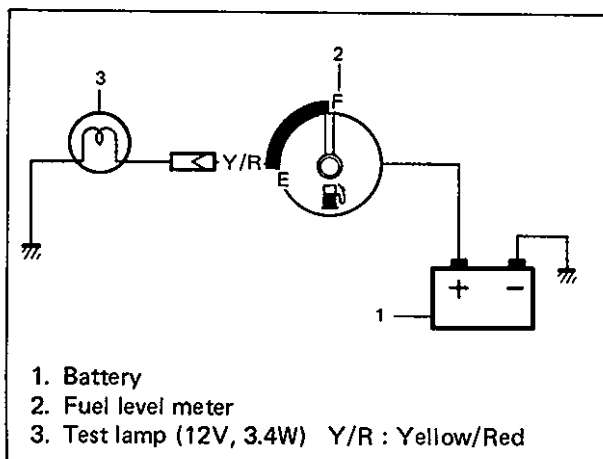 2
3
F
Y/R
E
+ −
1
1. Battery
2. Fuel level meter
3. Test lamp (12V, 3.4W) Y/R : Yellow/Red